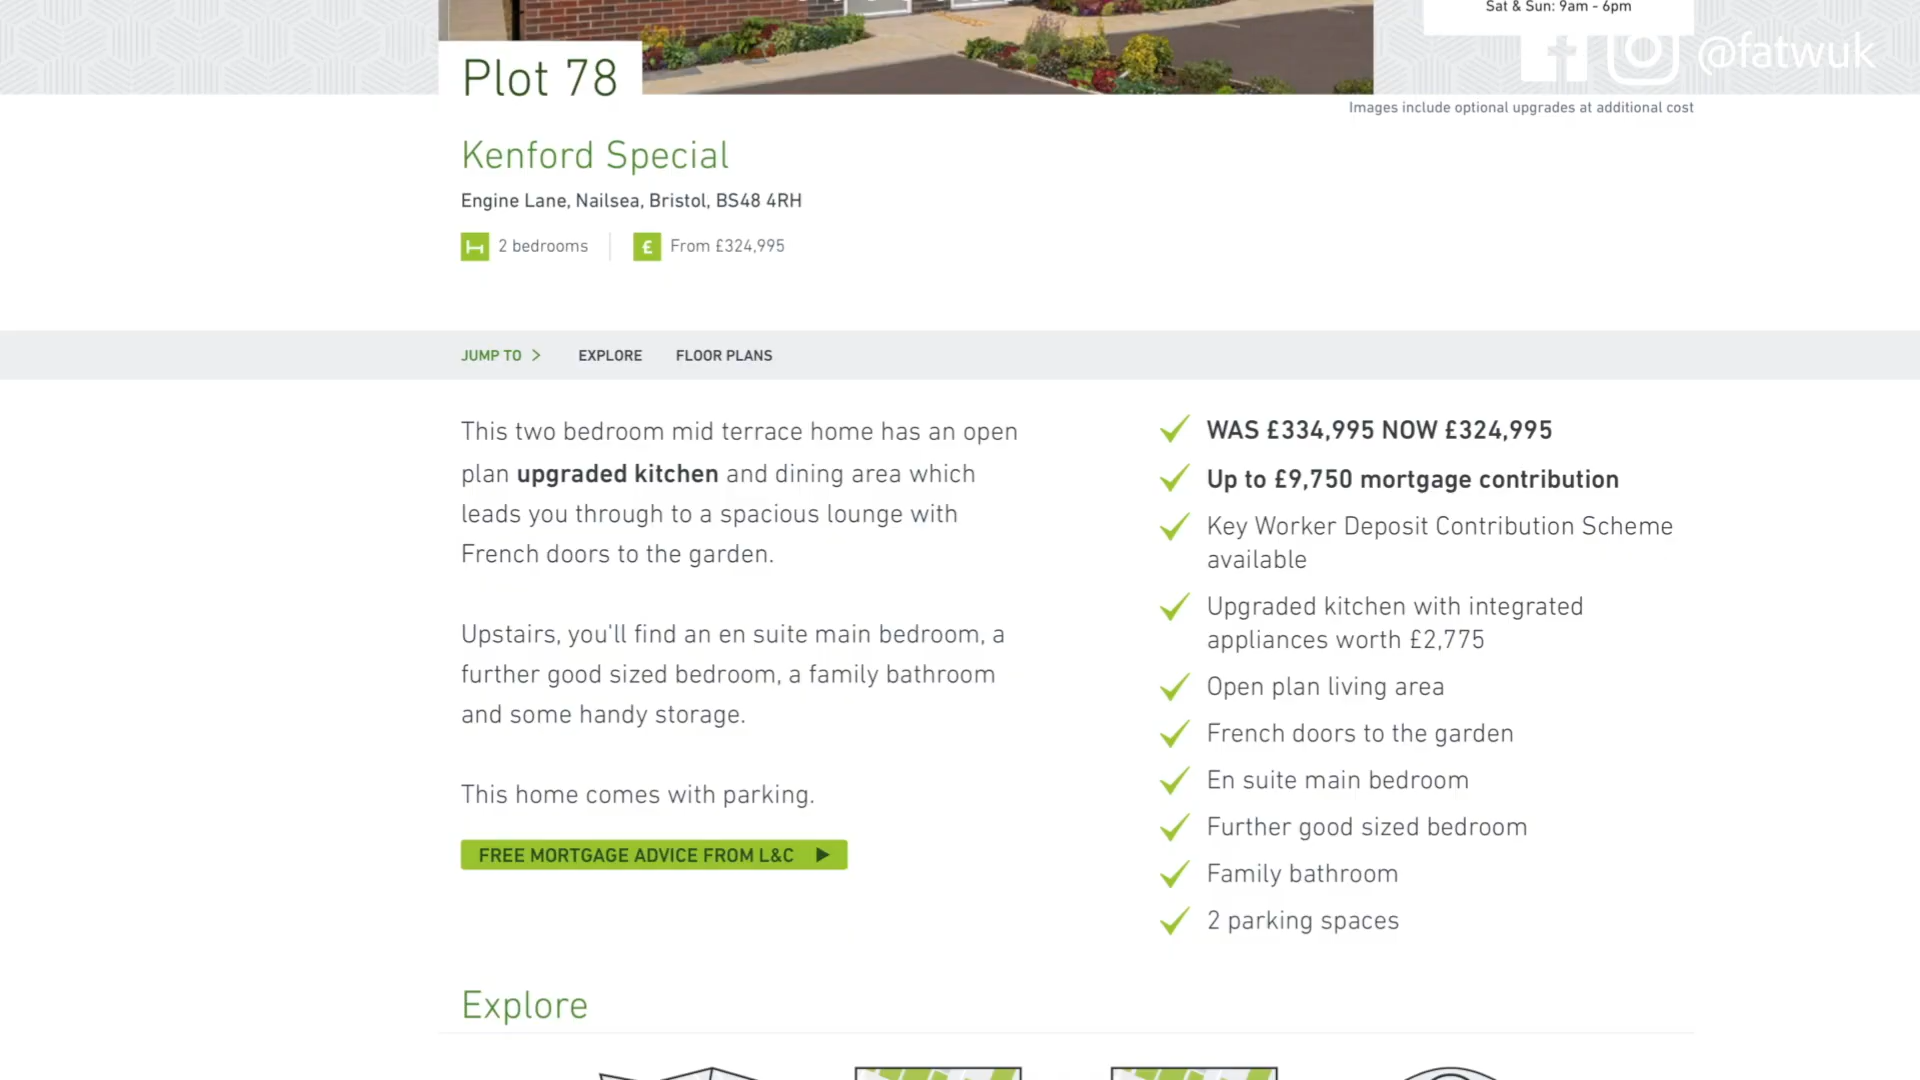 Sat & Sun: 9am - 6pm
@fatwuk
Plot 78
Images include optional upgrades at additional cost
Kenford Special
Engine Lane, Nailsea, Bristol, BS48 4RH
2 bedrooms
£ From £324,995
JUMP TO > EXPLORE FLOOR PLANS
This two bedroom mid terrace home has an open
plan upgraded kitchen and dining area which
leads you through to a spacious lounge with
French doors to the garden.
Upstairs, you'll find an en suite main bedroom, a
further good sized bedroom, a family bathroom
and some handy storage.
This home comes with parking.
FREE MORTGAGE ADVICE FROM L&C
WAS £334,995 NOW £324,995
Up to £9,750 mortgage contribution
Key Worker Deposit Contribution Scheme
available
Upgraded kitchen with integrated
appliances worth £2,775
Open plan living area
French doors to the garden
En suite main bedroom
Further good sized bedroom
Family bathroom
2 parking spaces
Explore